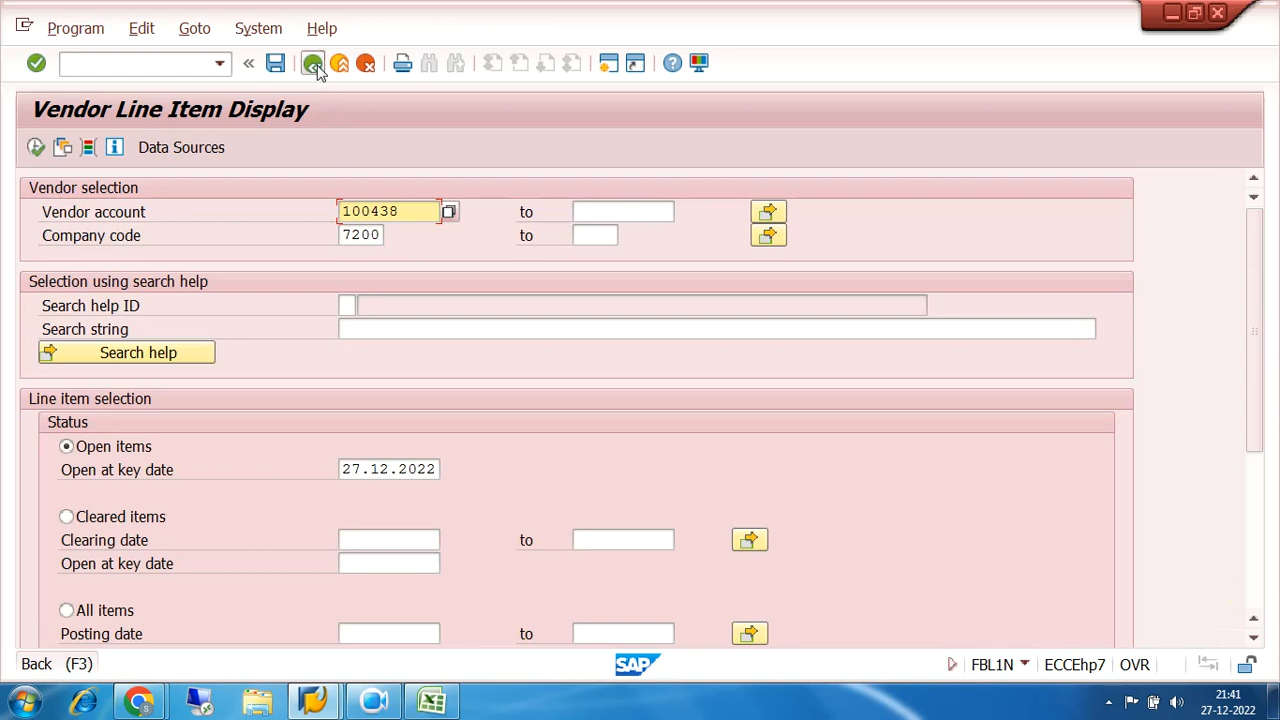 Program Edit Goto System Help
Vendor Line Item Display
Data Sources
Vendor selection
Vendor account 100438 to
Company code 7200 to
Selection using search help
Search help ID
Search string
Search help
Line item selection
Status
Open items
Open at key date 27.12.2022
Cleared items
Clearing date to
Open at key date
All items
Posting date to
Back (F3) SAP FBL1N ECCEhp7 OVR
21:41
27-12-2022